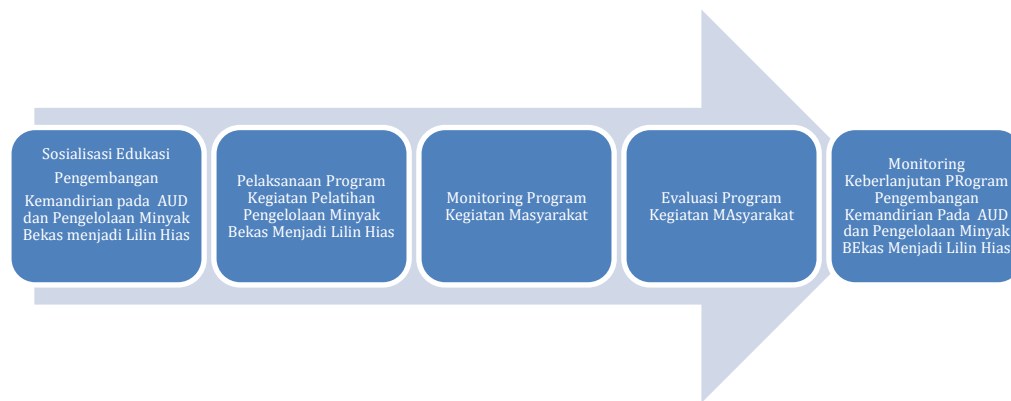 Sosialisasi Edukasi
Pengembangan
Kemandirian pada AUD
dan Pengelolaan Minyak
Bekas menjadi Lilin Hias
Pelaksanaan Program
Kegiatan Pelatihan
Pengelolaan Minyak
Bekas Menjadi Lilin Hias
Monitoring Program
Kegiatan Masyarakat
Evaluasi Program
Kegiatan MAsyarakat
Monitoring
Keberlanjutan PRogram
Pengembangan
Kemandirian Pada AUD
dan Pengelolaan Minyak
BEkas Menjadi Lilin Hias